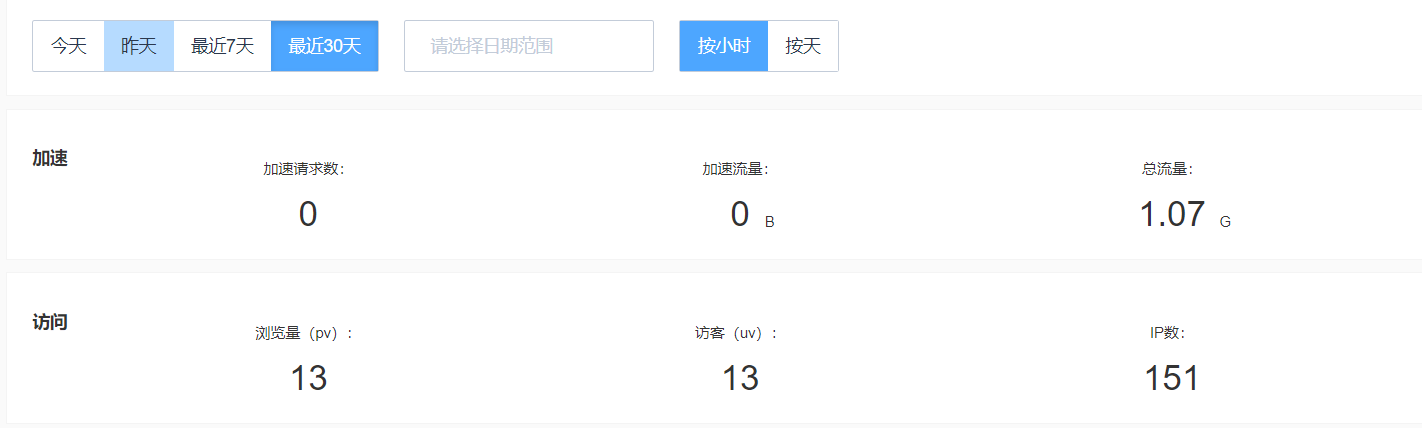 今天 昨天 最近7天 最近30天 请选择日期范围 按小时 按天
加速
加速请求数： 加速流量： 总流量：
0 0 B 1.07 G
访问
浏览量（pv）： 访客（uv）： IP数：
13 13 151